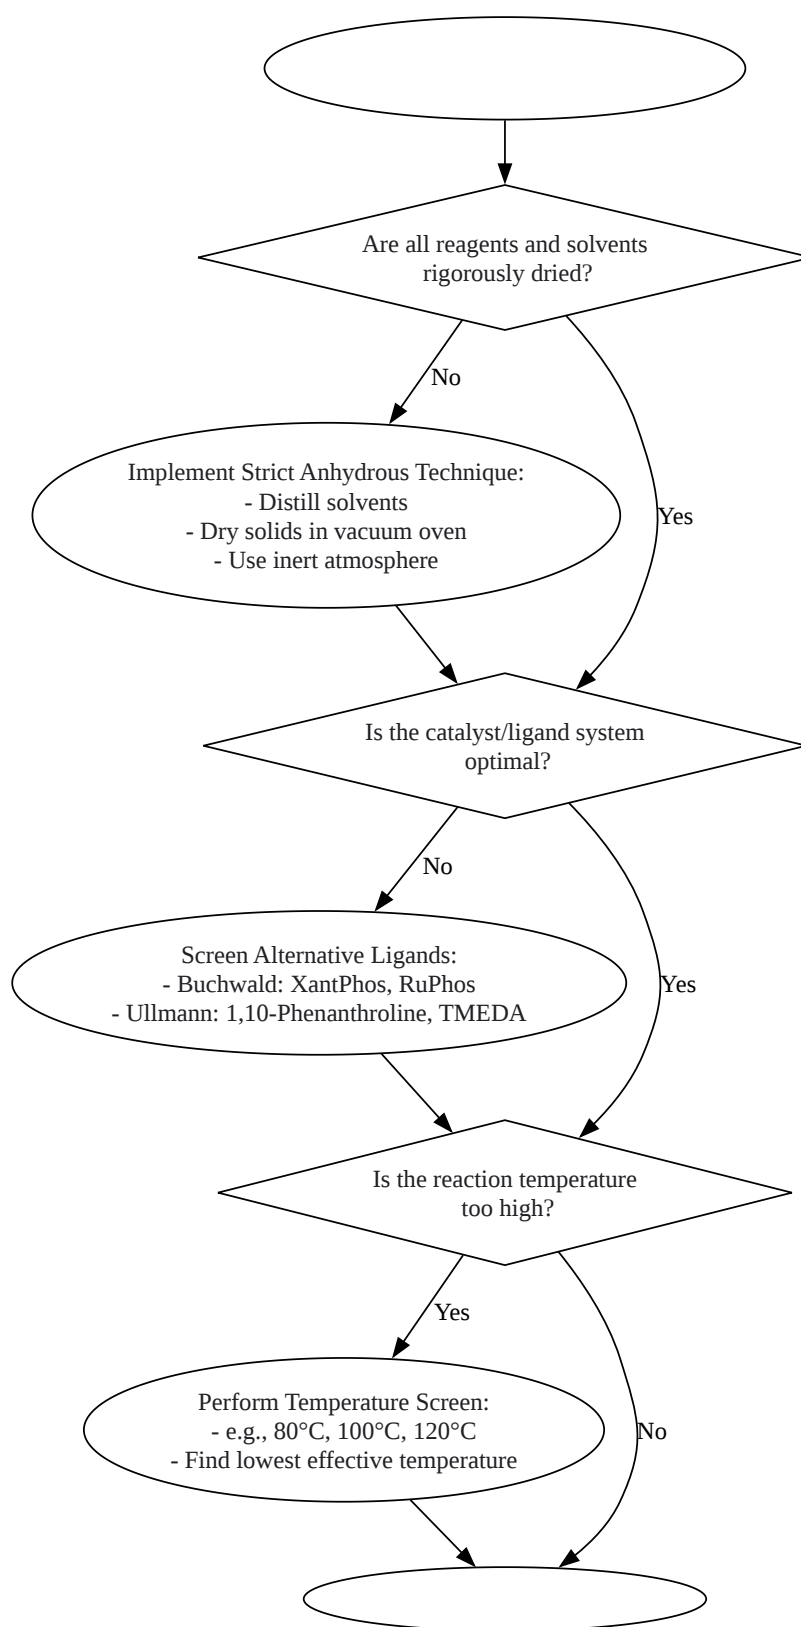 Are all reagents and solvents
rigorously dried?
No
Implement Strict Anhydrous Technique:
- Distill solvents
- Dry solids in vacuum oven
- Use inert atmosphere
Yes
Is the catalyst/ligand system
optimal?
No
Screen Alternative Ligands:
- Buchwald: XantPhos, RuPhos
- Ullmann: 1,10-Phenanthroline, TMEDA
Yes
Is the reaction temperature
too high?
Yes
Perform Temperature Screen:
- e.g., 80°C, 100°C, 120°C
- Find lowest effective temperature
No